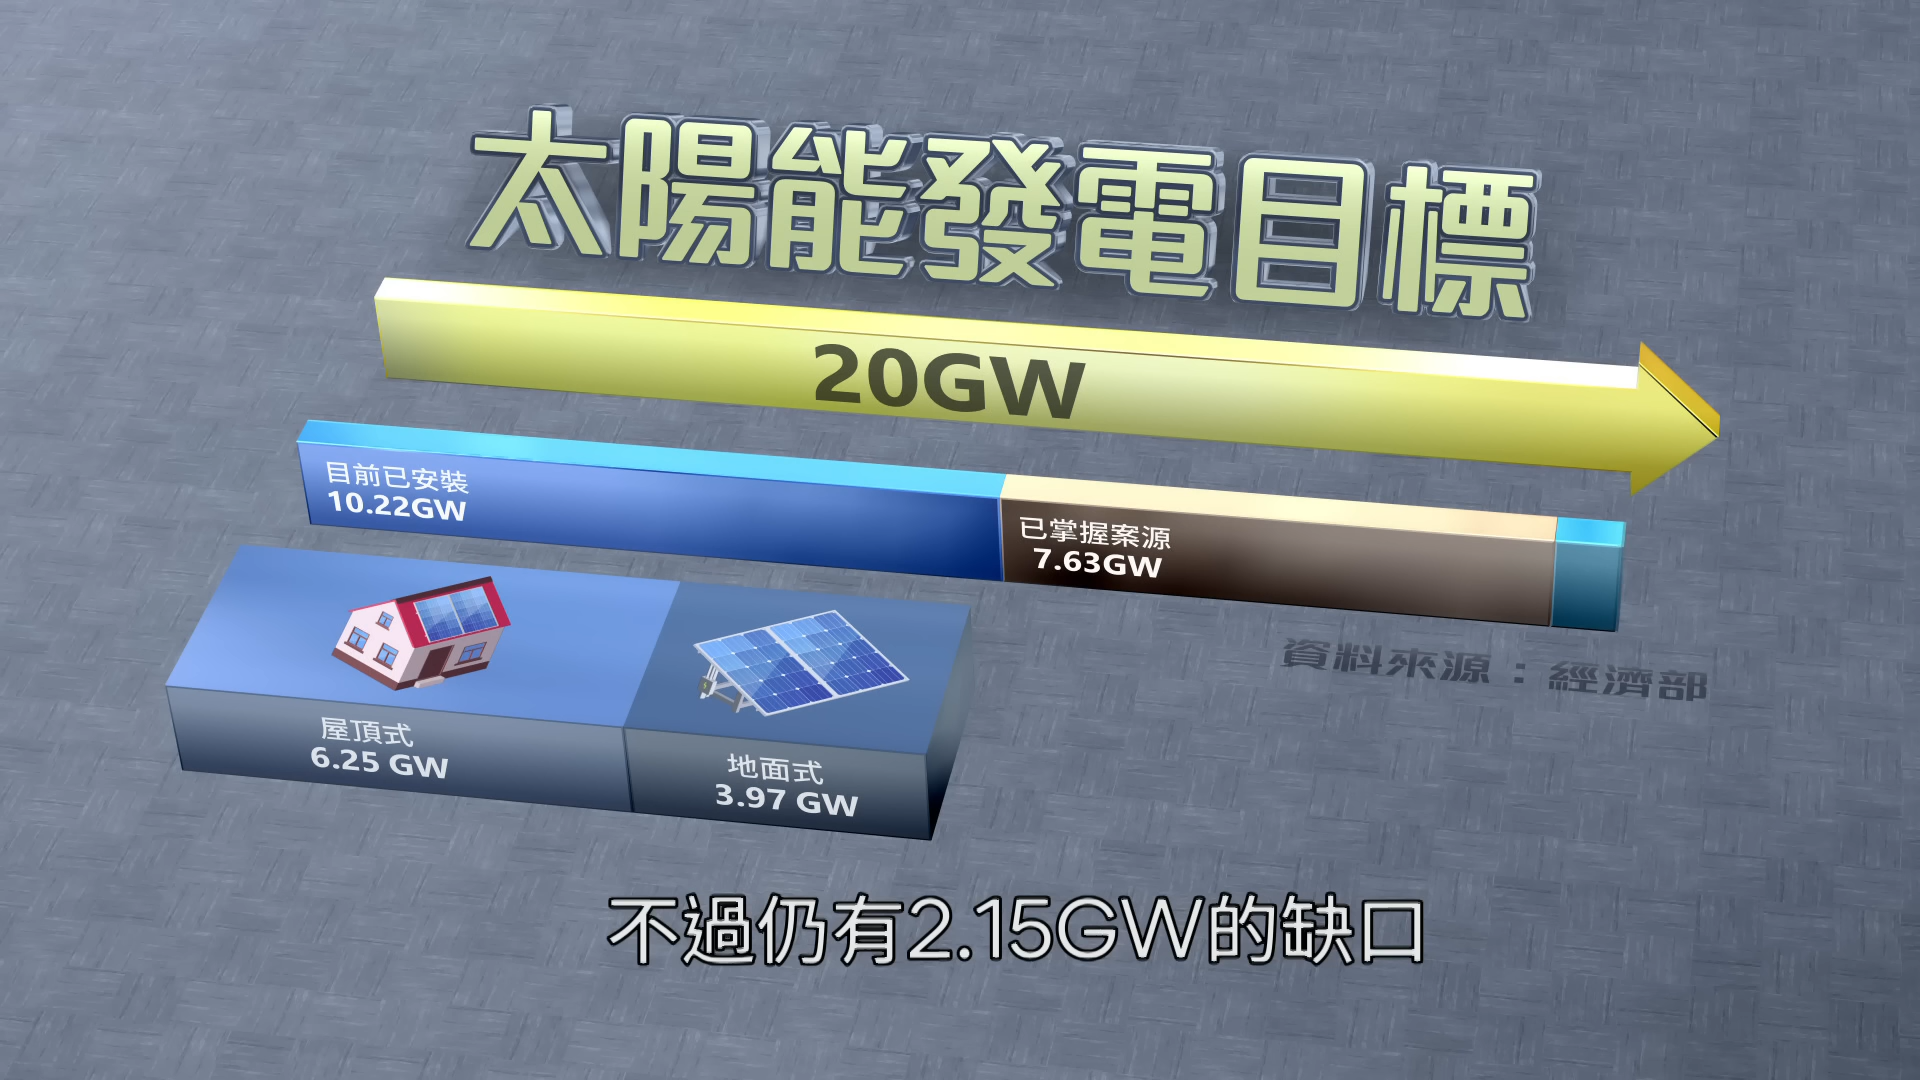 太陽能發電目標
20GW
目前已安裝
10.22GW
已掌握案源
7.63GW
資料來源：經濟部
屋頂式
6.25 GW
地面式
3.97 GW
不過仍有2.15GW的缺口